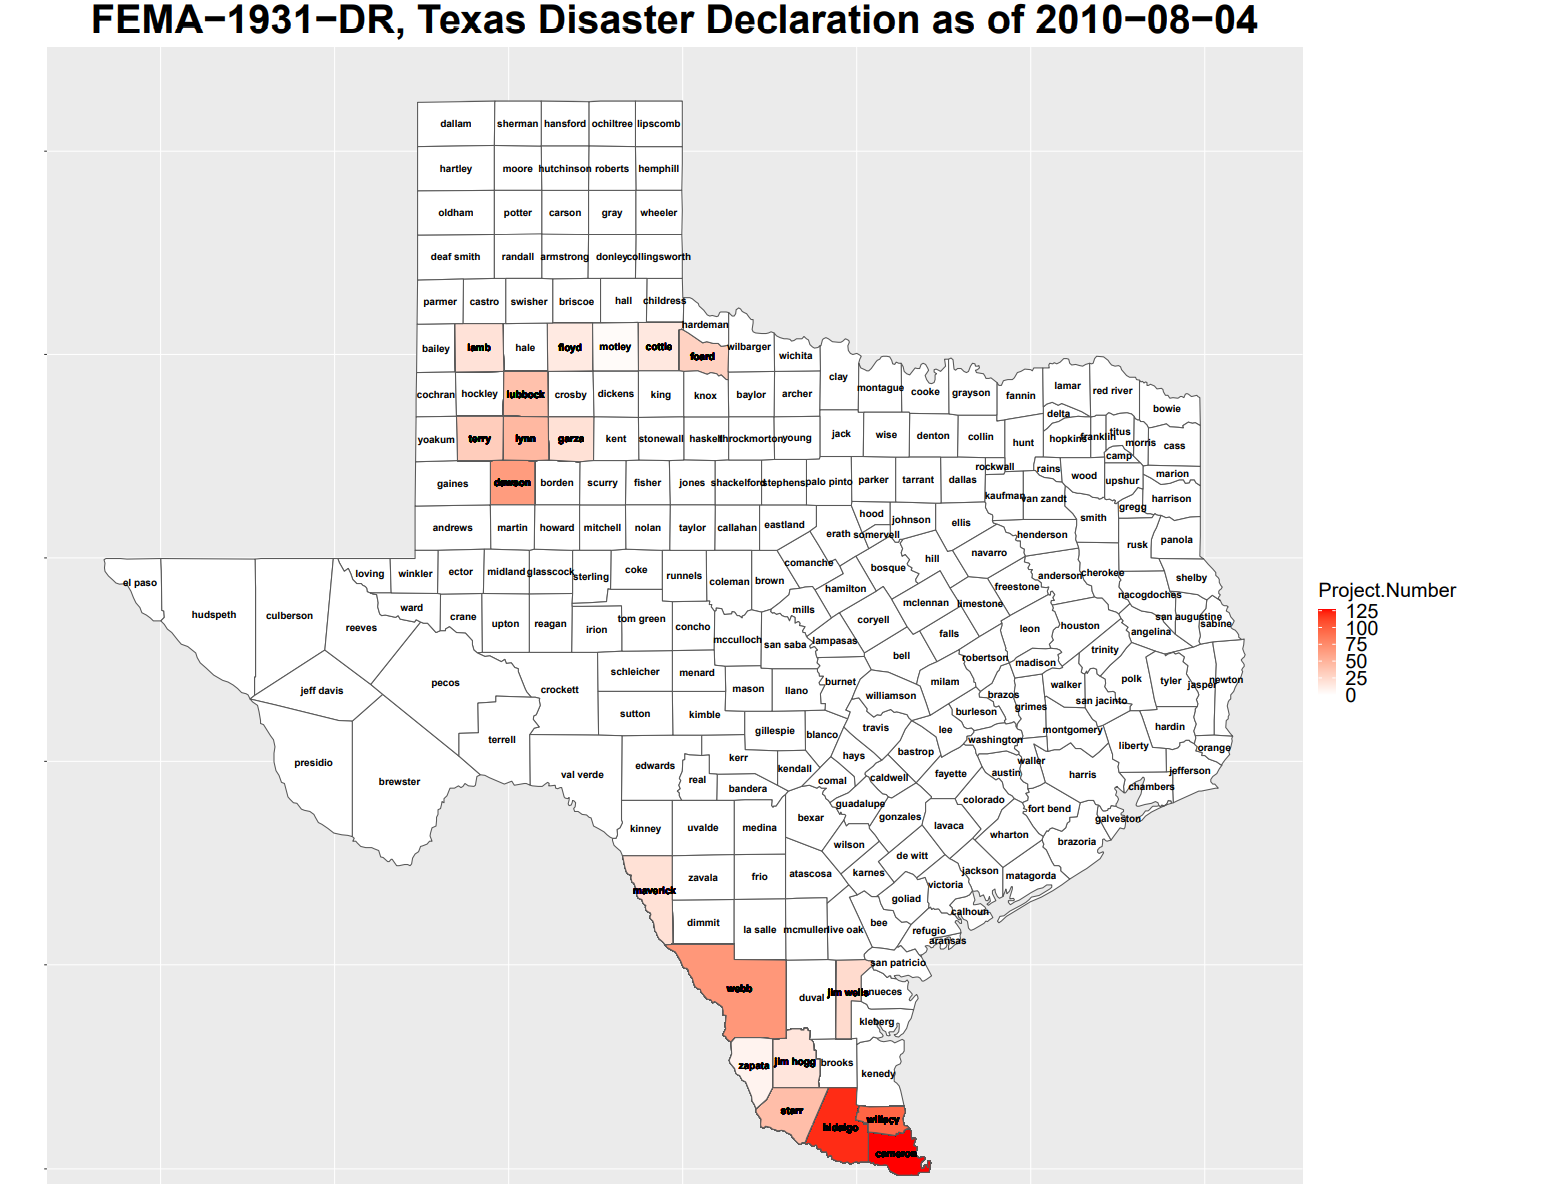 FEMA−1931−DR, Texas Disaster Declaration as of 2010−08−04
dallam sherman hansford ochiltree lipscomb
hartley moore hutchinson roberts hemphill
oldham potter carson gray wheeler
deaf smith randall armstrong donley collingsworth
parmer castro swisher briscoe hall childress
hardeman
bailey lamb hale floyd motley cottle foard wilbarger wichita
clay montague cooke grayson fannin lamar red river bowie
cochran hockley lubbock crosby dickens king knox baylor archer
delta
yoakum terry lynn garza kent stonewall haskell throckmorton young jack wise denton collin hunt hopkins franklin titus morris cass
camp
rockwall rains wood upshur marion
gaines dawson borden scurry fisher jones shackelford stephens palo pinto parker tarrant dallas kaufman van zandt harrison
gregg
andrews martin howard mitchell nolan taylor callahan eastland hood johnson ellis smith
erath somervell henderson rusk panola
el paso loving winkler ector midland glasscock sterling coke runnels coleman brown comanche bosque hill navarro anderson cherokee shelby
hamilton freestone nacogdoches
hudspeth culberson ward crane upton reagan irion tom green concho mills mclennan limestone san augustine
reeves coryell falls leon houston angelina sabine
mcculloch san saba lampasas bell robertson madison trinity
schleicher menard
jeff davis pecos crockett mason llano burnet williamson milam brazos walker polk tyler jasper newton
sutton kimble burleson grimes san jacinto
terrell gillespie blanco travis lee washington montgomery hardin
presidio brewster val verde edwards kerr kendall hays bastrop waller liberty orange
real bandera comal caldwell fayette austin harris jefferson
chambers
guadalupe colorado fort bend
kinney uvalde medina bexar gonzales lavaca wharton galveston
wilson brazoria
maverick zavala frio atascosa karnes de witt jackson matagorda
victoria
goliad
dimmit la salle mcmullen live oak bee refugio calhoun
aransas
san patricio
webb duval jim wells nueces
kleberg
zapata jim hogg brooks kenedy
starr hidalgo willacy
cameron
Project.Number
125
100
75
50
25
0